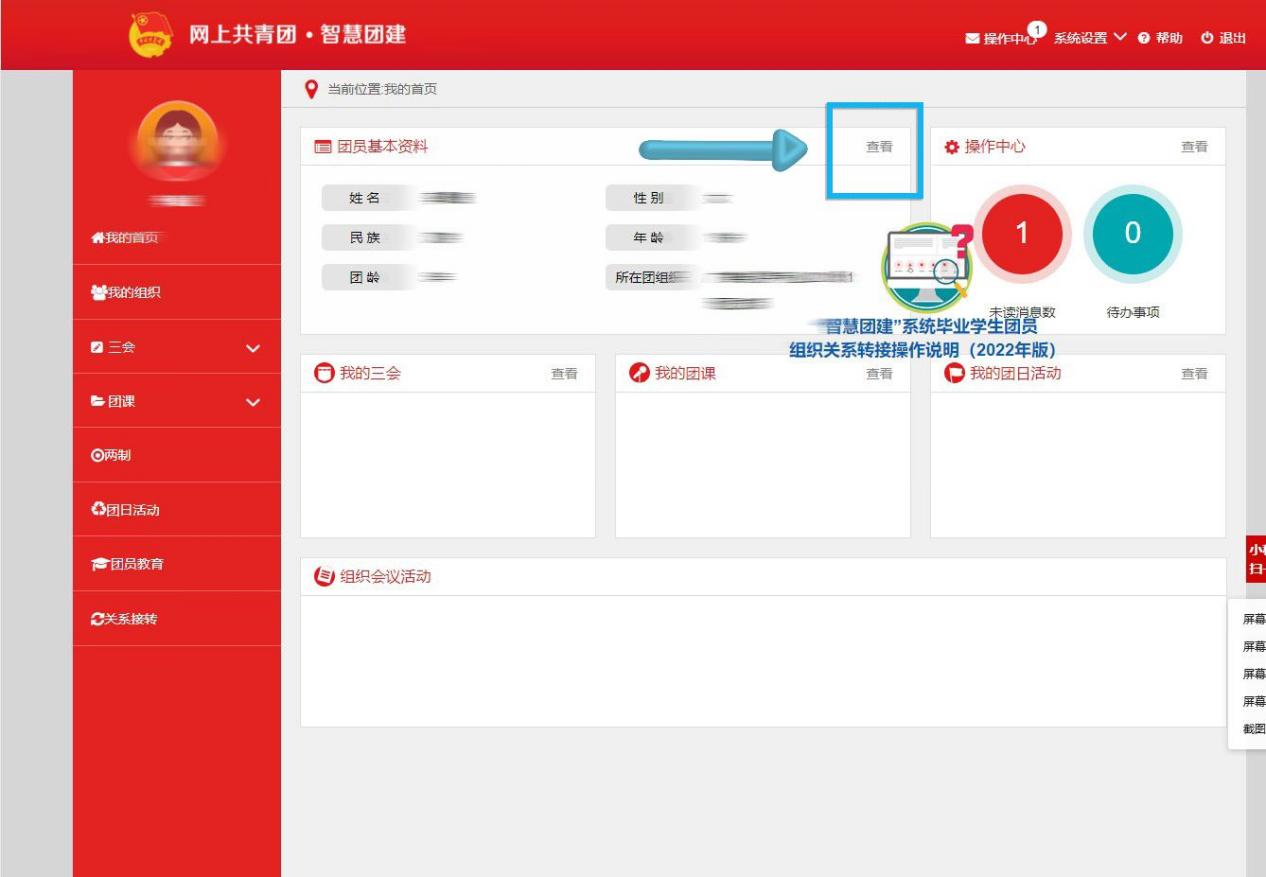 网上共青团·智慧团建
操作中心 1 系统设置 帮助 退出
当前位置:我的首页
我的首页
我的组织
三会
团课
两制
团日活动
团员教育
关系接转
团员基本资料 查看
姓名 性别
民族 年龄
团龄 所在团组织
操作中心 查看
1 0
未读消息数 待办事项
智慧团建”系统毕业学生团员
组织关系转接操作说明（2022年版）
我的三会 查看
我的团课 查看
我的团日活动 查看
组织会议活动
小
扫一
屏幕
屏幕
屏幕
屏幕
截图